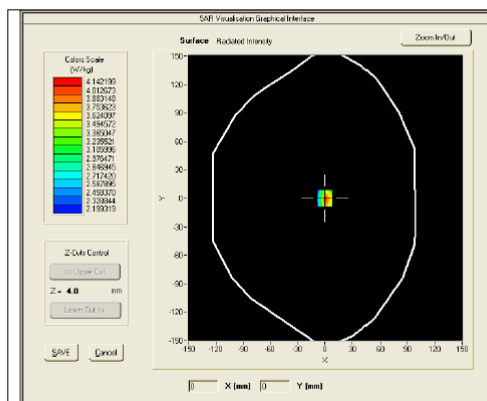 SAR Visualisation Graphical Interface
Surface Radiated Intensity
Zoom In/Out
Colors Scale
(W/kg)
4.142199
4.012673
3.883148
3.753623
3.624097
3.494572
3.365047
3.235521
3.105996
2.976471
2.846945
2.717420
2.587895
2.458370
2.328844
2.199319
Z-Cuts Control
<< Upper Cut
Z = 4.0 mm
Lower Cut >>
SAVE
Cancel
150
120
90
60
30
0
-30
-60
-90
-120
-150
Y
-150 -120 -90 -60 -30 0 30 60 90 120 150
X
0 X (mm) 0 Y (mm)